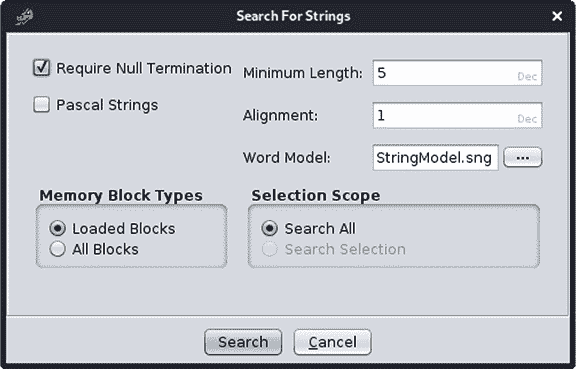 Search For Strings
Require Null Termination
Minimum Length: 5 Dec
Pascal Strings
Alignment: 1 Dec
Word Model: StringModel.sng ...
Memory Block Types
Selection Scope
Loaded Blocks
Search All
All Blocks
Search Selection
Search
Cancel